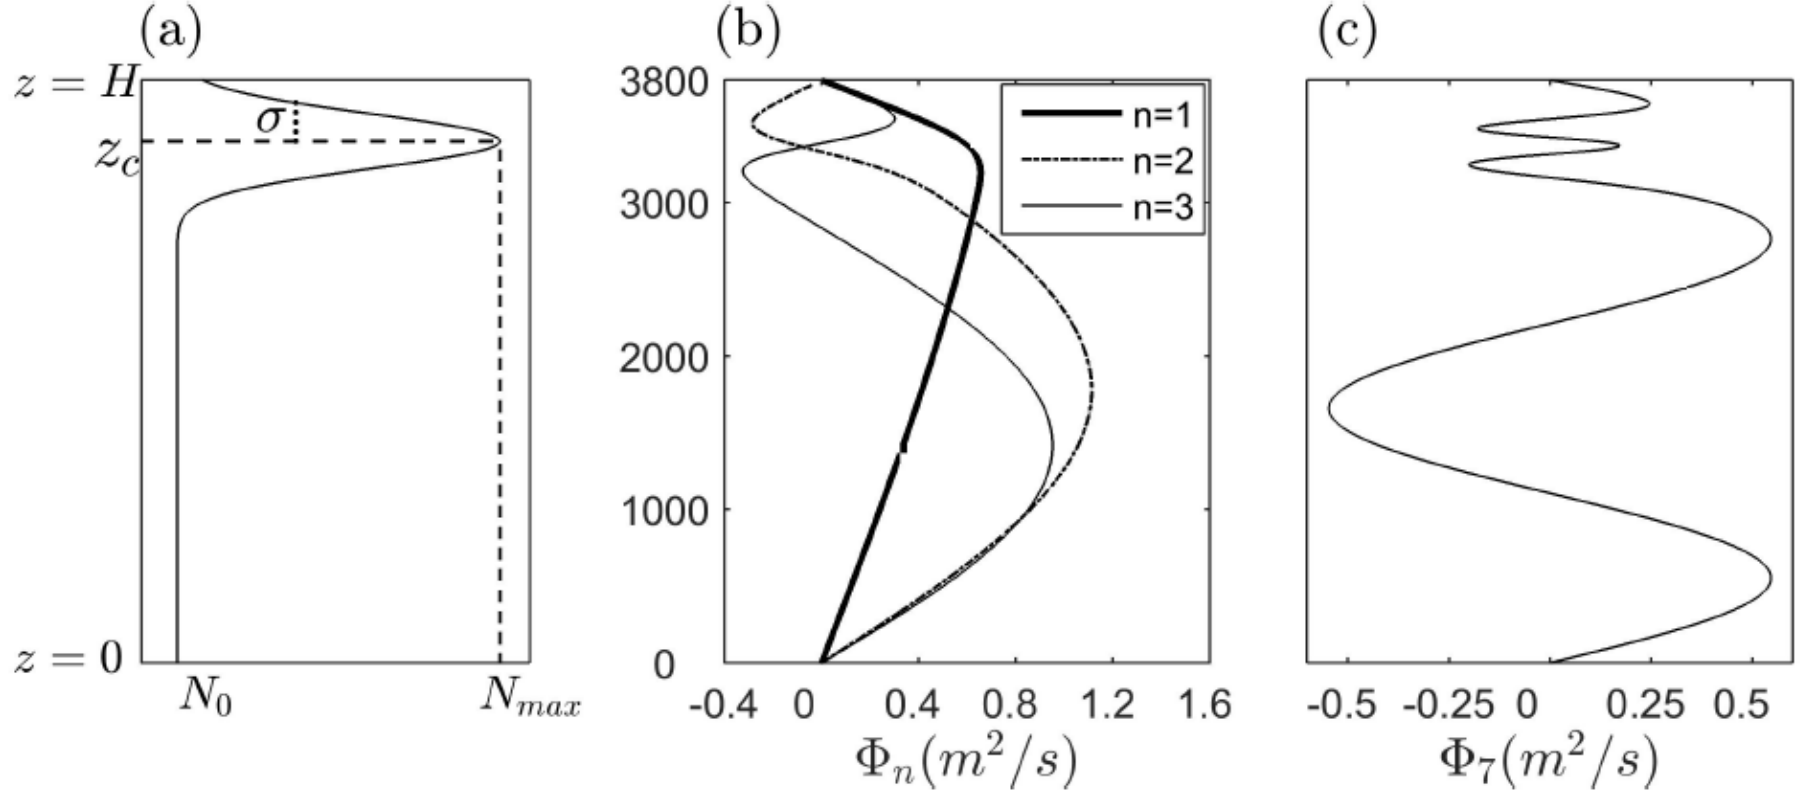 (a)
z = H
σ
z_c
z = 0
N_0
N_max
(b)
3800
3000
2000
1000
0
n=1
n=2
n=3
-0.4 0 0.4 0.8 1.2 1.6
Φ_n(m²/s)
(c)
-0.5 -0.25 0 0.25 0.5
Φ_7(m²/s)